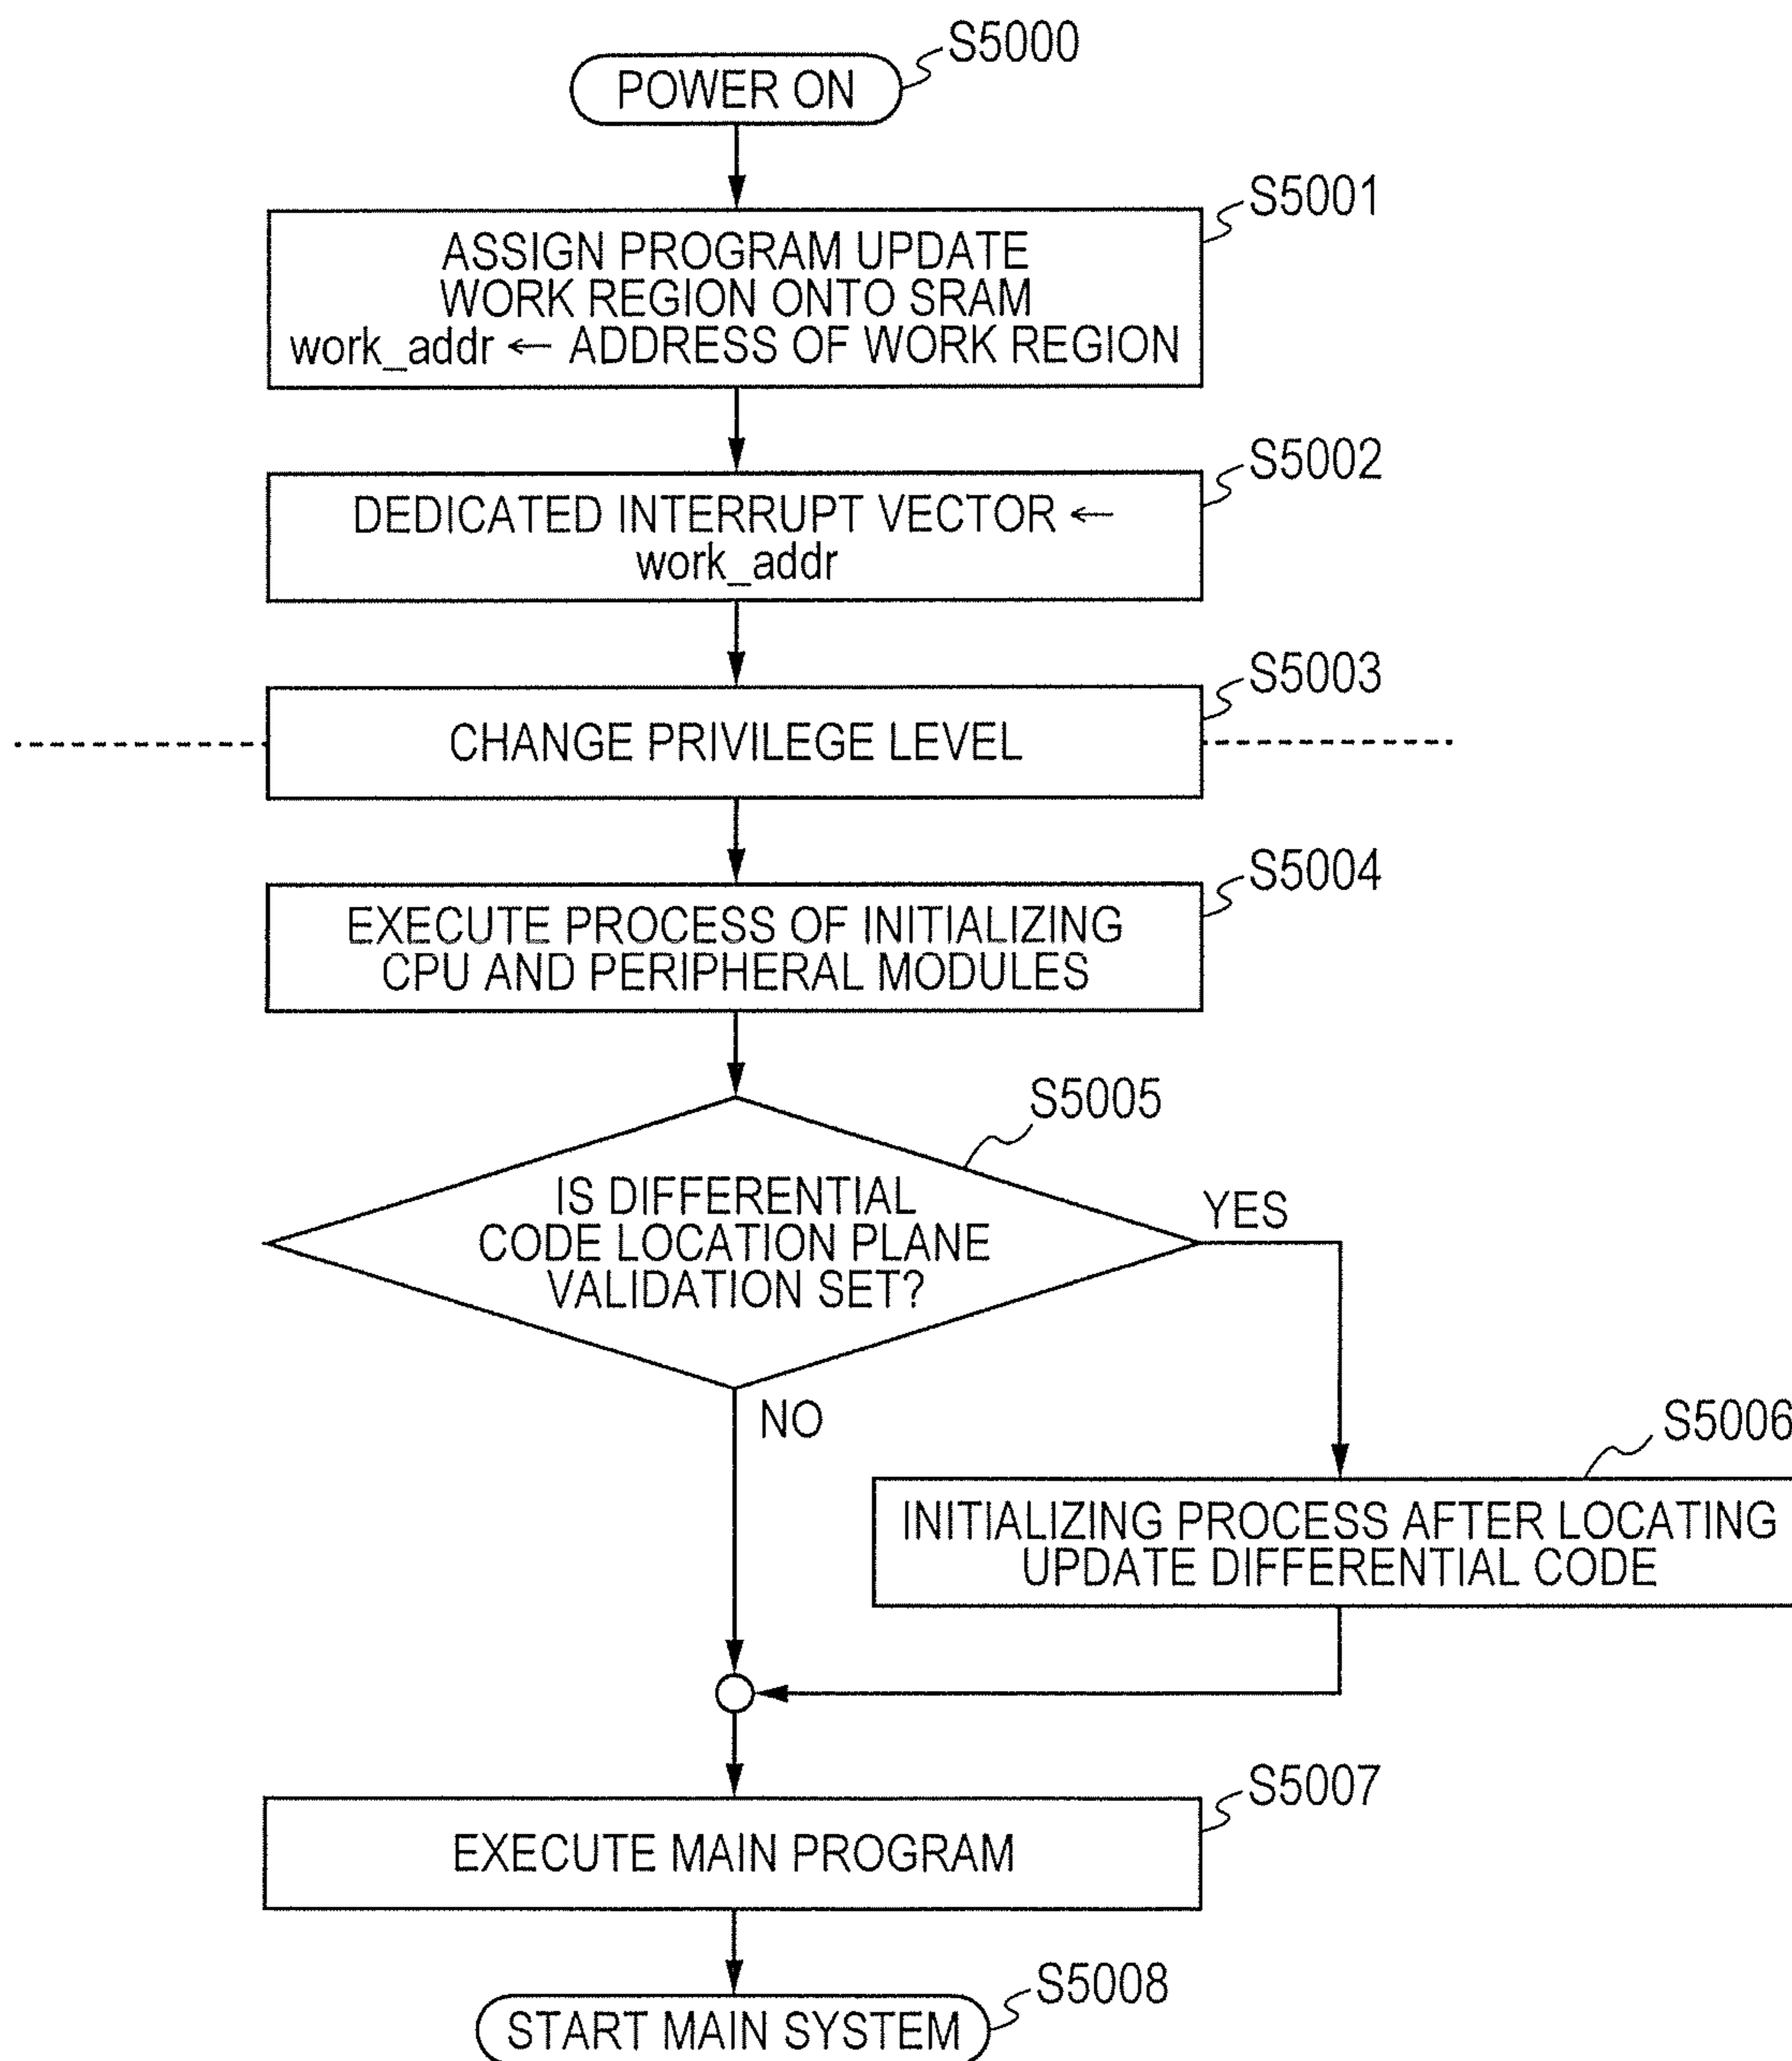 S5000
POWER ON
S5001
ASSIGN PROGRAM UPDATE
WORK REGION ONTO SRAM
work_addr ← ADDRESS OF WORK REGION
S5002
DEDICATED INTERRUPT VECTOR ←
work_addr
S5003
CHANGE PRIVILEGE LEVEL
S5004
EXECUTE PROCESS OF INITIALIZING
CPU AND PERIPHERAL MODULES
S5005
IS DIFFERENTIAL
CODE LOCATION PLANE
VALIDATION SET?
YES
NO
S5006
INITIALIZING PROCESS AFTER LOCATING
UPDATE DIFFERENTIAL CODE
S5007
EXECUTE MAIN PROGRAM
S5008
START MAIN SYSTEM